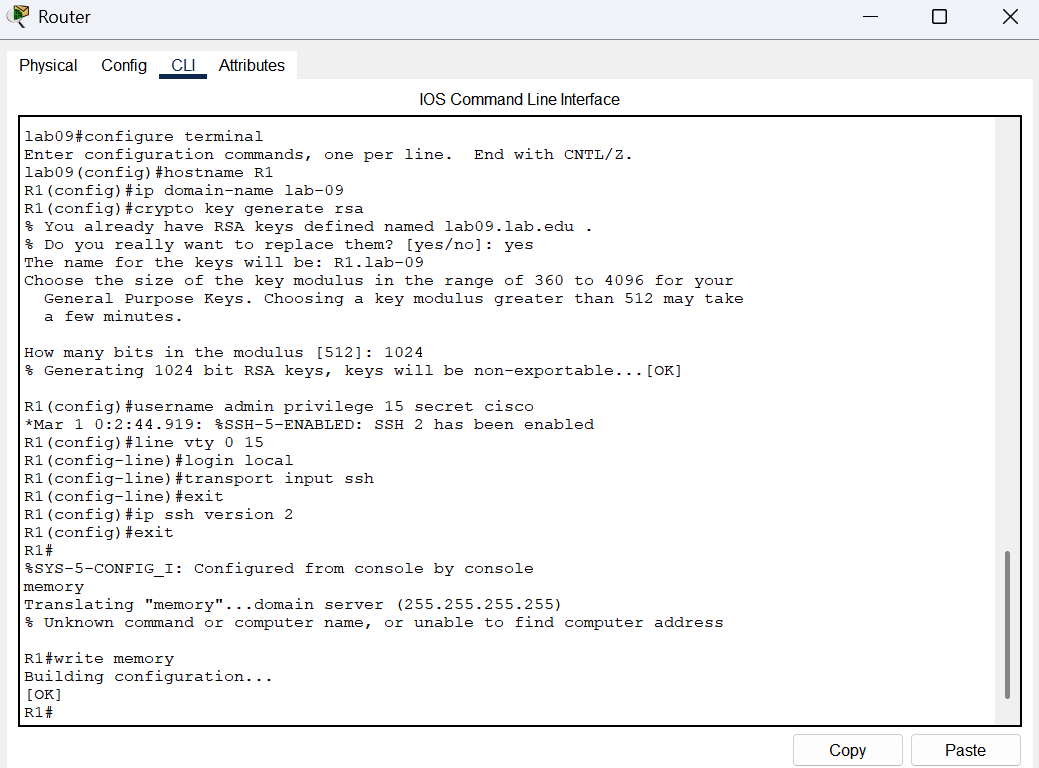 Router
Physical Config CLI Attributes
IOS Command Line Interface
lab09#configure terminal
Enter configuration commands, one per line.  End with CNTL/Z.
lab09(config)#hostname R1
R1(config)#ip domain-name lab-09
R1(config)#crypto key generate rsa
% You already have RSA keys defined named lab09.lab.edu .
% Do you really want to replace them? [yes/no]: yes
The name for the keys will be: R1.lab-09
Choose the size of the key modulus in the range of 360 to 4096 for your
  General Purpose Keys. Choosing a key modulus greater than 512 may take
  a few minutes.
How many bits in the modulus [512]: 1024
% Generating 1024 bit RSA keys, keys will be non-exportable...[OK]
R1(config)#username admin privilege 15 secret cisco
*Mar 1 0:2:44.919: %SSH-5-ENABLED: SSH 2 has been enabled
R1(config)#line vty 0 15
R1(config-line)#login local
R1(config-line)#transport input ssh
R1(config-line)#exit
R1(config)#ip ssh version 2
R1(config)#exit
R1#
%SYS-5-CONFIG_I: Configured from console by console
memory
Translating "memory"...domain server (255.255.255.255)
% Unknown command or computer name, or unable to find computer address
R1#write memory
Building configuration...
[OK]
R1#
Copy Paste